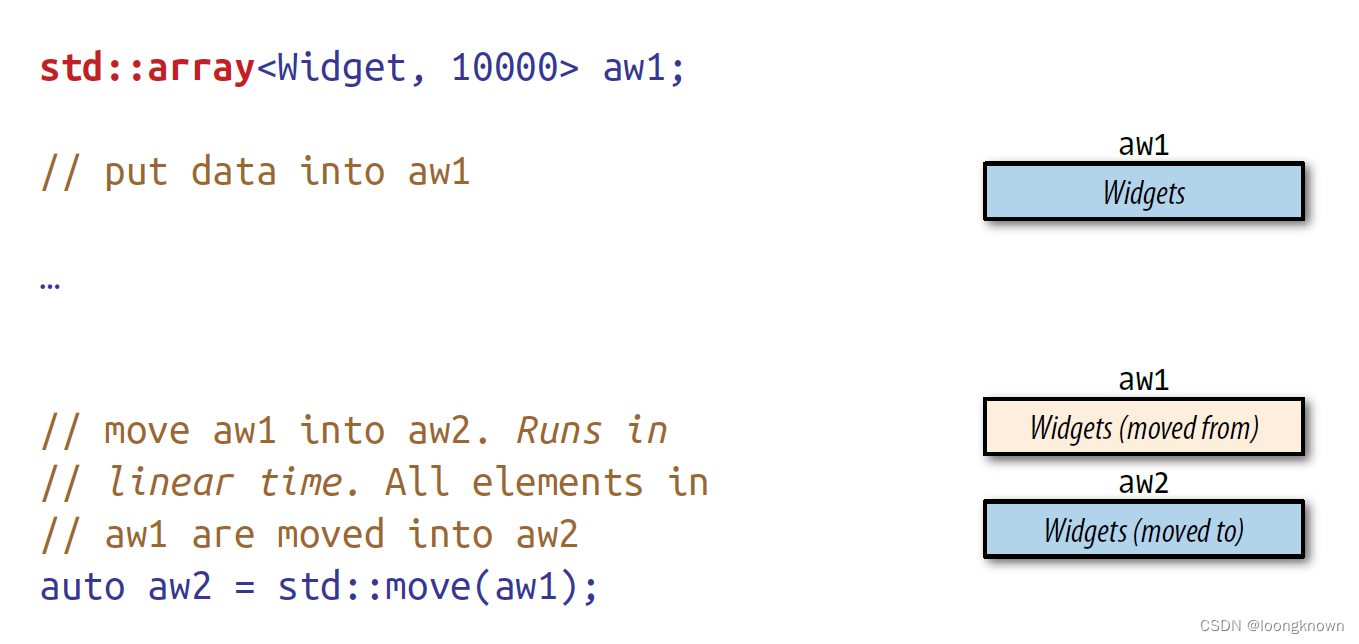 std::array<Widget, 10000> aw1;
aw1
// put data into aw1
Widgets
…
aw1
// move aw1 into aw2. Runs in
Widgets (moved from)
// linear time. All elements in
aw2
// aw1 are moved into aw2
Widgets (moved to)
auto aw2 = std::move(aw1);
CSDN @loongknown